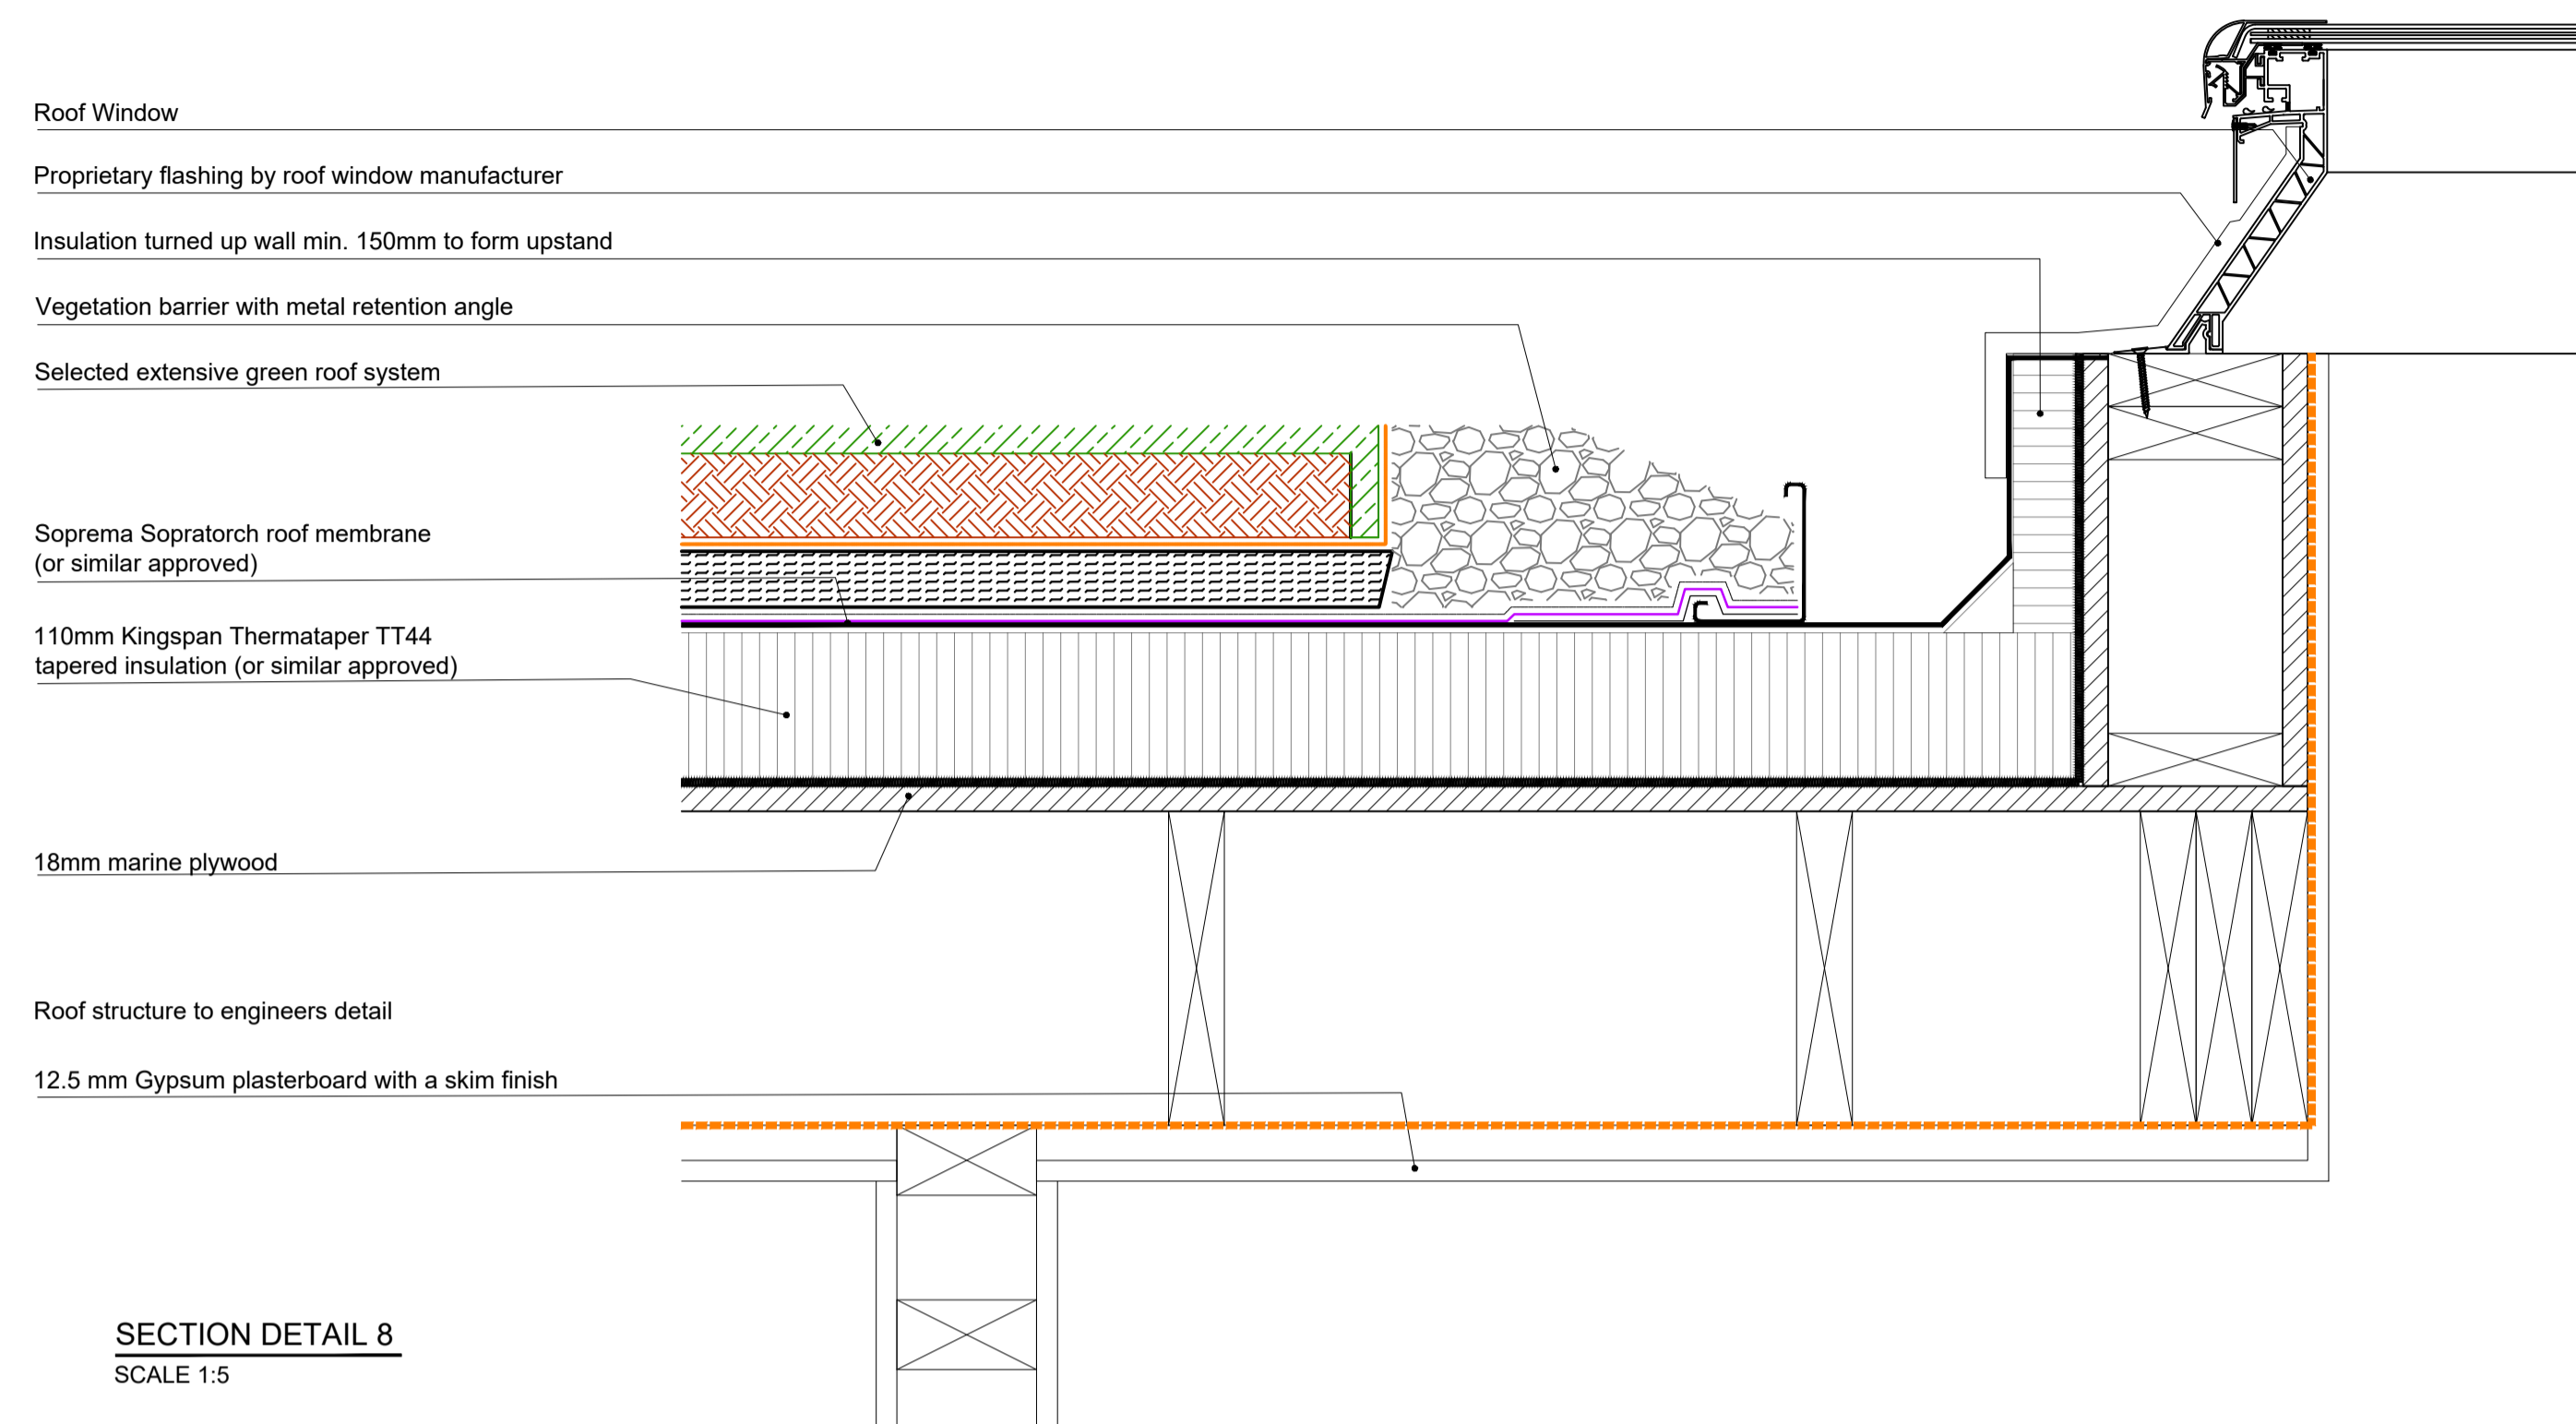 Roof Window
Proprietary flashing by roof window manufacturer
Insulation turned up wall min. 150mm to form upstand
Vegetation barrier with metal retention angle
Selected extensive green roof system
Soprema Sopratorch roof membrane
(or similar approved)
110mm Kingspan Thermataper TT44
tapered insulation (or similar approved)
18mm marine plywood
Roof structure to engineers detail
12.5 mm Gypsum plasterboard with a skim finish
SECTION DETAIL 8
SCALE 1:5